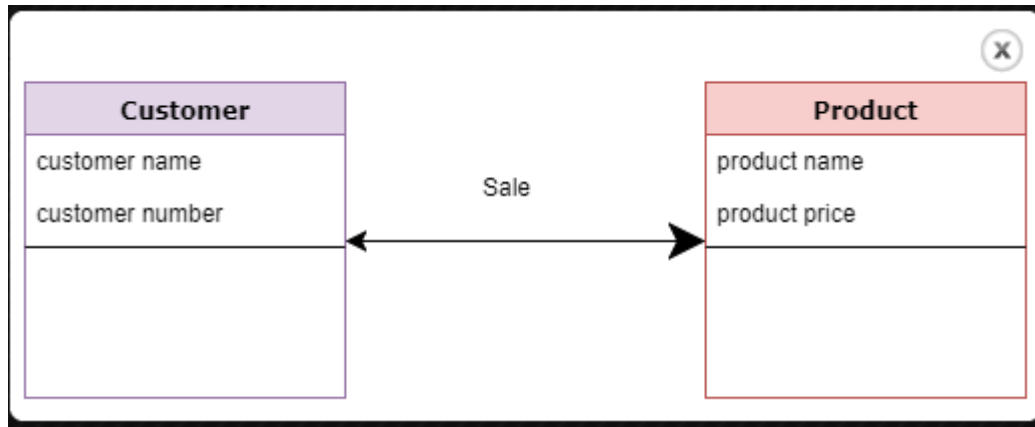 Customer
customer name
customer number
Sale
Product
product name
product price